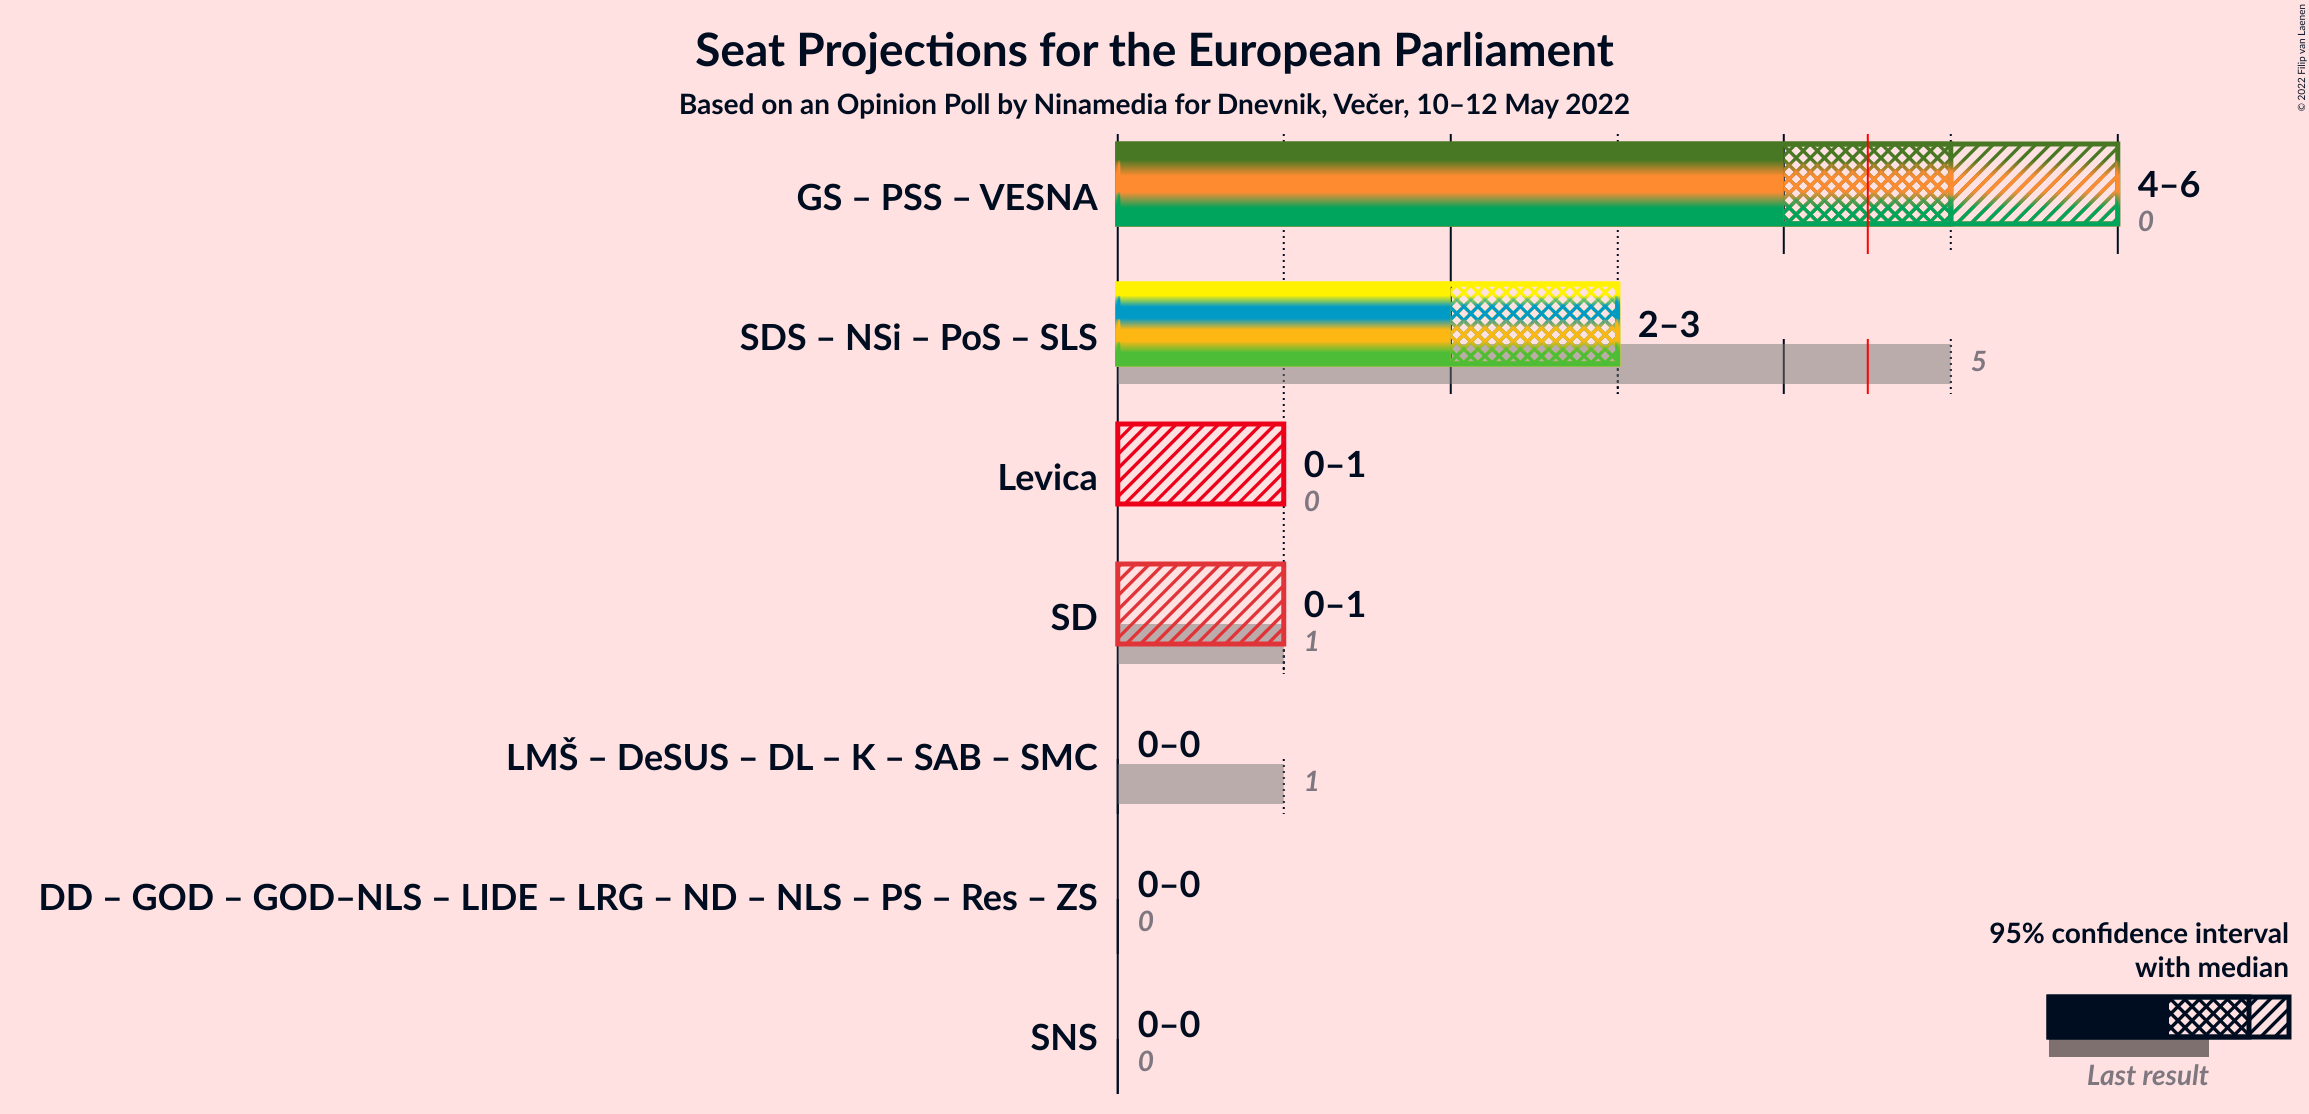 Seat Projections for the European Parliament
Based on an Opinion Poll by Ninamedia for Dnevnik, Večer, 10–12 May 2022
© 2022 Filip van Laenen
GS – PSS – VESNA
4–6
0
SDS – NSi – PoS – SLS
2–3
5
Levica
0–1
0
SD
0–1
1
LMŠ – DeSUS – DL – K – SAB – SMC
0–0
1
DD – GOD – GOD–NLS – LIDE – LRG – ND – NLS – PS – Res – ZS
0–0
0
SNS
0–0
0
95% confidence interval
with median
Last result